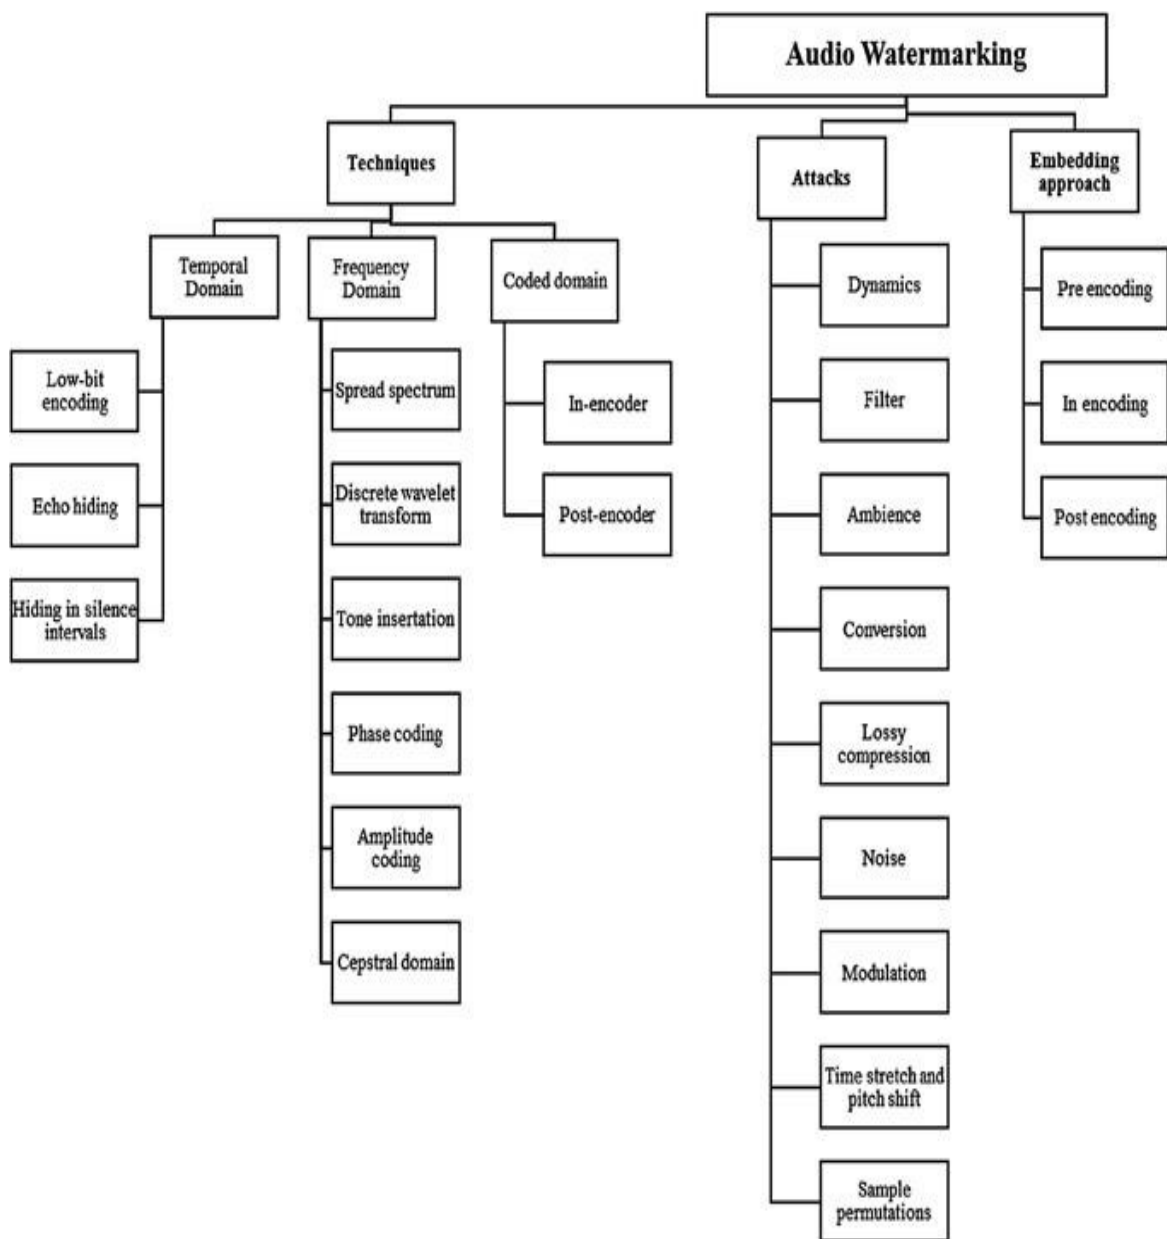 Audio Watermarking
Techniques
Attacks
Embedding
approach
Temporal
Domain
Frequency
Domain
Coded domain
Low-bit
encoding
Echo hiding
Hiding in silence
intervals
Spread spectrum
Discrete wavelet
transform
Tone insertation
Phase coding
Amplitude
coding
Cepstral domain
In-encoder
Post-encoder
Dynamics
Filter
Ambience
Conversion
Lossy
compression
Noise
Modulation
Time stretch and
pitch shift
Sample
permutations
Pre encoding
In encoding
Post encoding